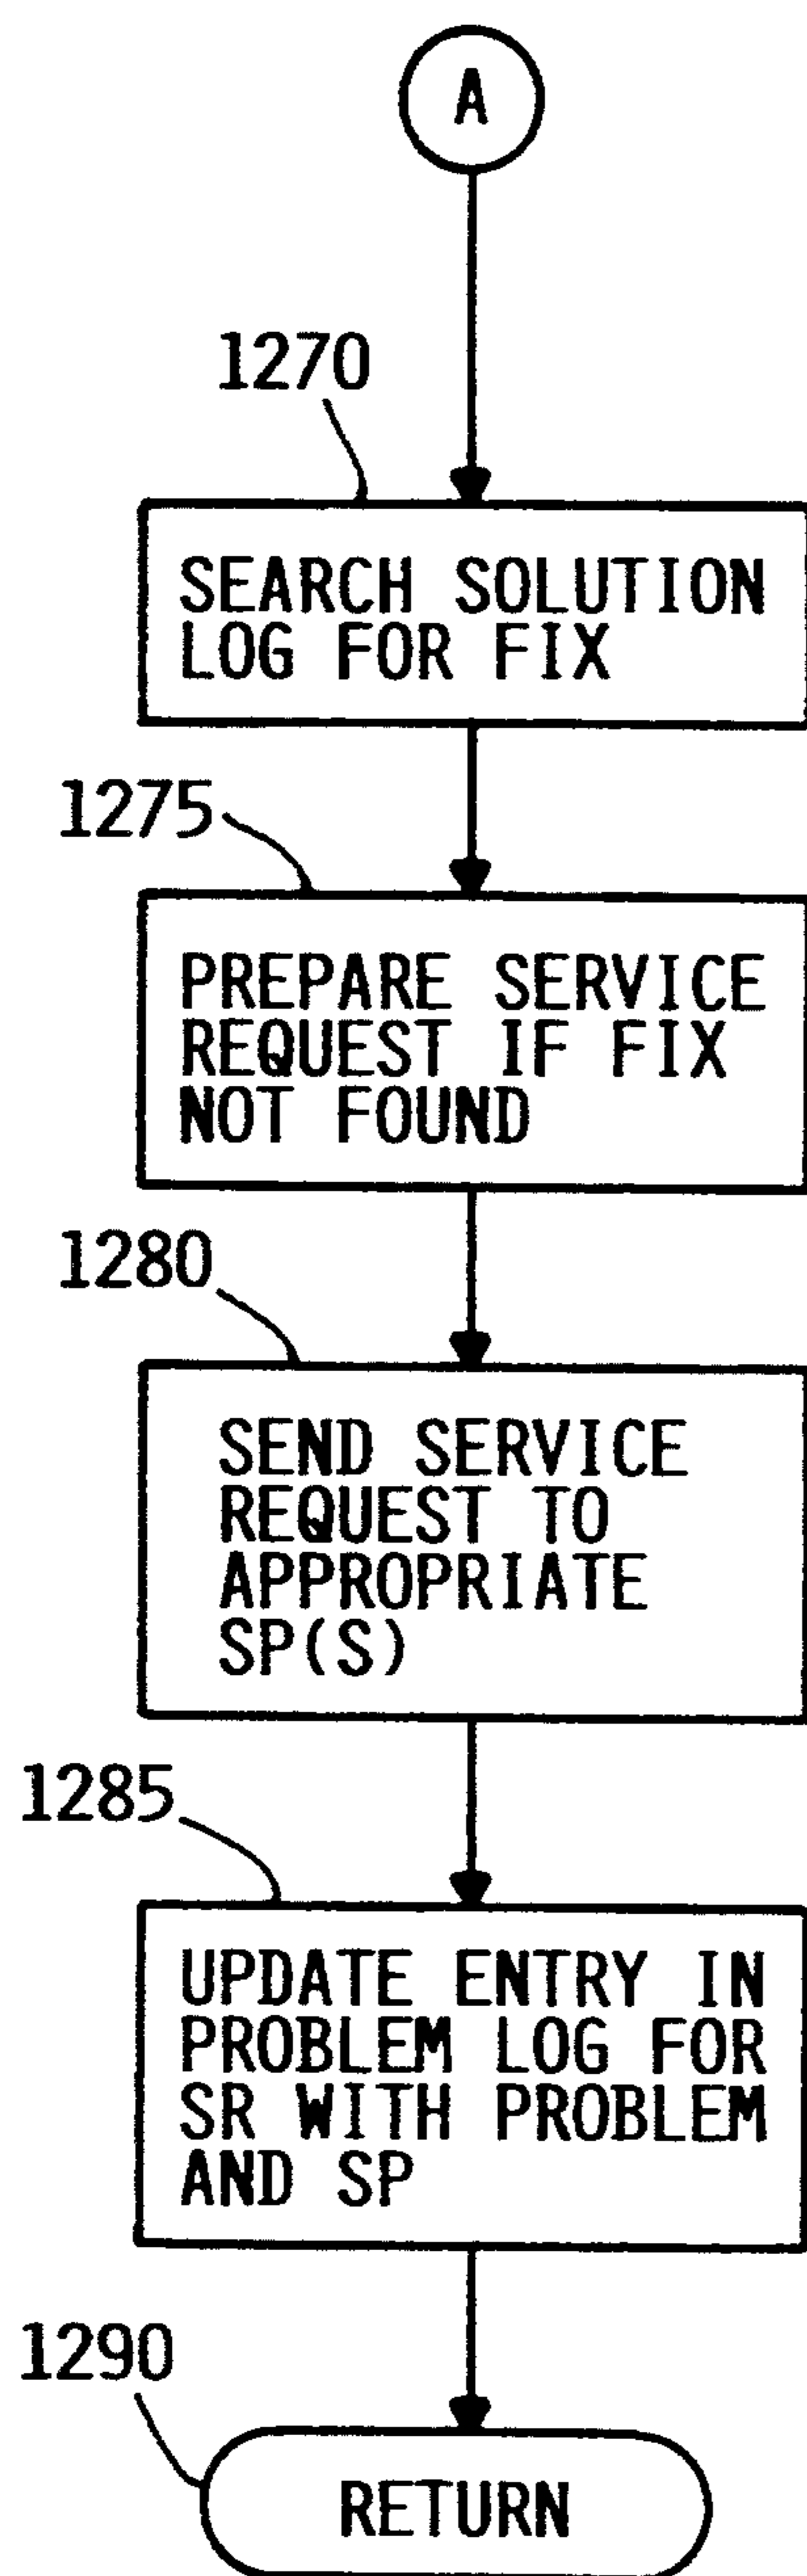 A
1270
SEARCH SOLUTION
LOG FOR FIX
1275
PREPARE SERVICE
REQUEST IF FIX
NOT FOUND
1280
SEND SERVICE
REQUEST TO
APPROPRIATE
SP(S)
1285
UPDATE ENTRY IN
PROBLEM LOG FOR
SR WITH PROBLEM
AND SP
1290
RETURN